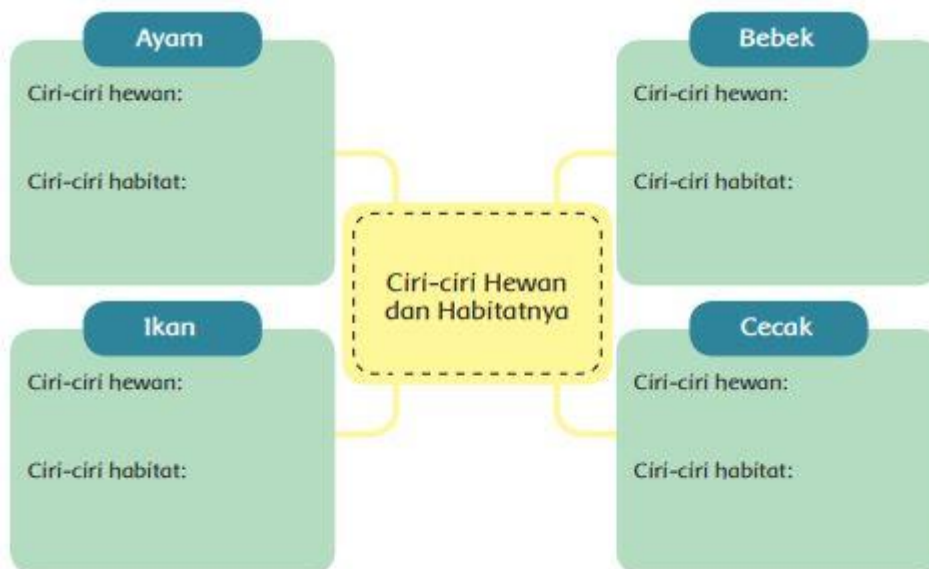 Ayam
Ciri-ciri hewan:
Ciri-ciri habitat:
Bebek
Ciri-ciri hewan:
Ciri-ciri habitat:
Ciri-ciri Hewan
dan Habitatnya
Ikan
Ciri-ciri hewan:
Ciri-ciri habitat:
Cecak
Ciri-ciri hewan:
Ciri-ciri habitat: